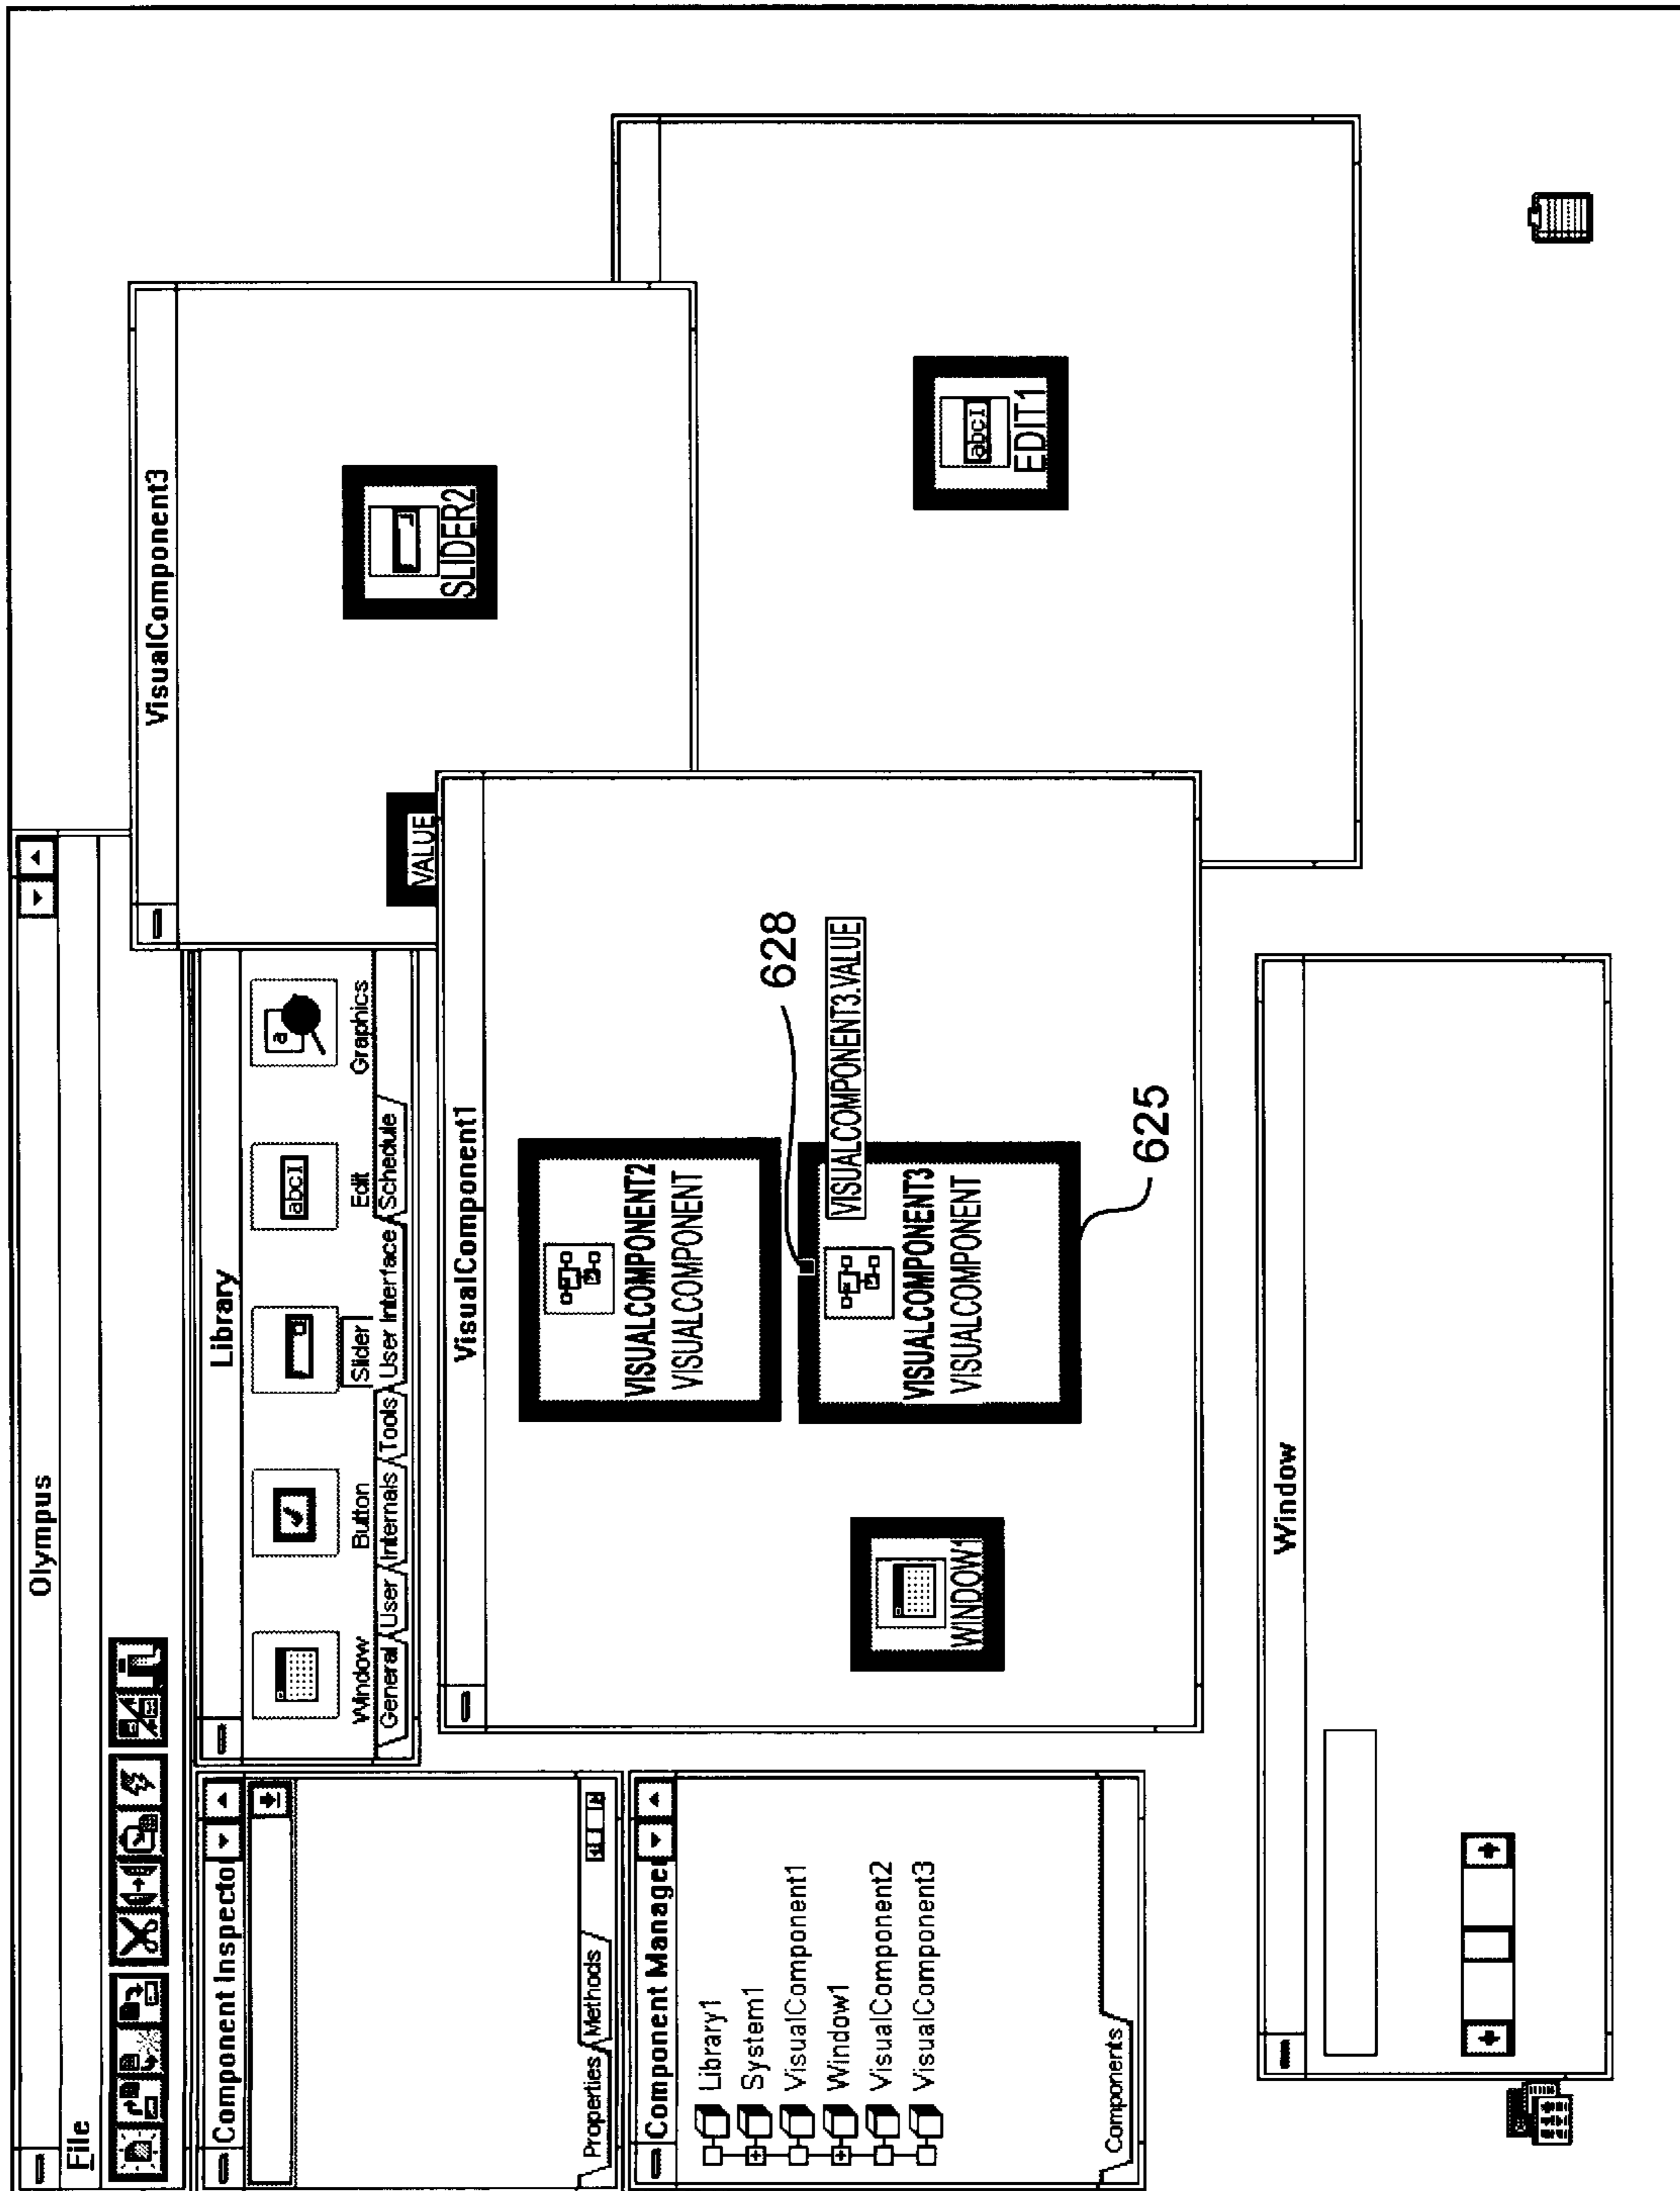 Olympus
File
Component Inspecto
Properties
Methods
Library
Window
Button
Slider
Edit
Graphics
General
User
Internals
Tools
User Interface
Schedule
VisualComponent3
SLIDER2
VALUE
Component Manage
Library1
System1
VisualComponent1
Window1
VisualComponent2
VisualComponent3
Components
VisualComponent1
VISUALCOMPONENT2
VISUALCOMPONENT
628
VISUALCOMPONENT3.VALUE
VISUALCOMPONENT3
VISUALCOMPONENT
625
WINDOW1
abcI
EDIT1
Window